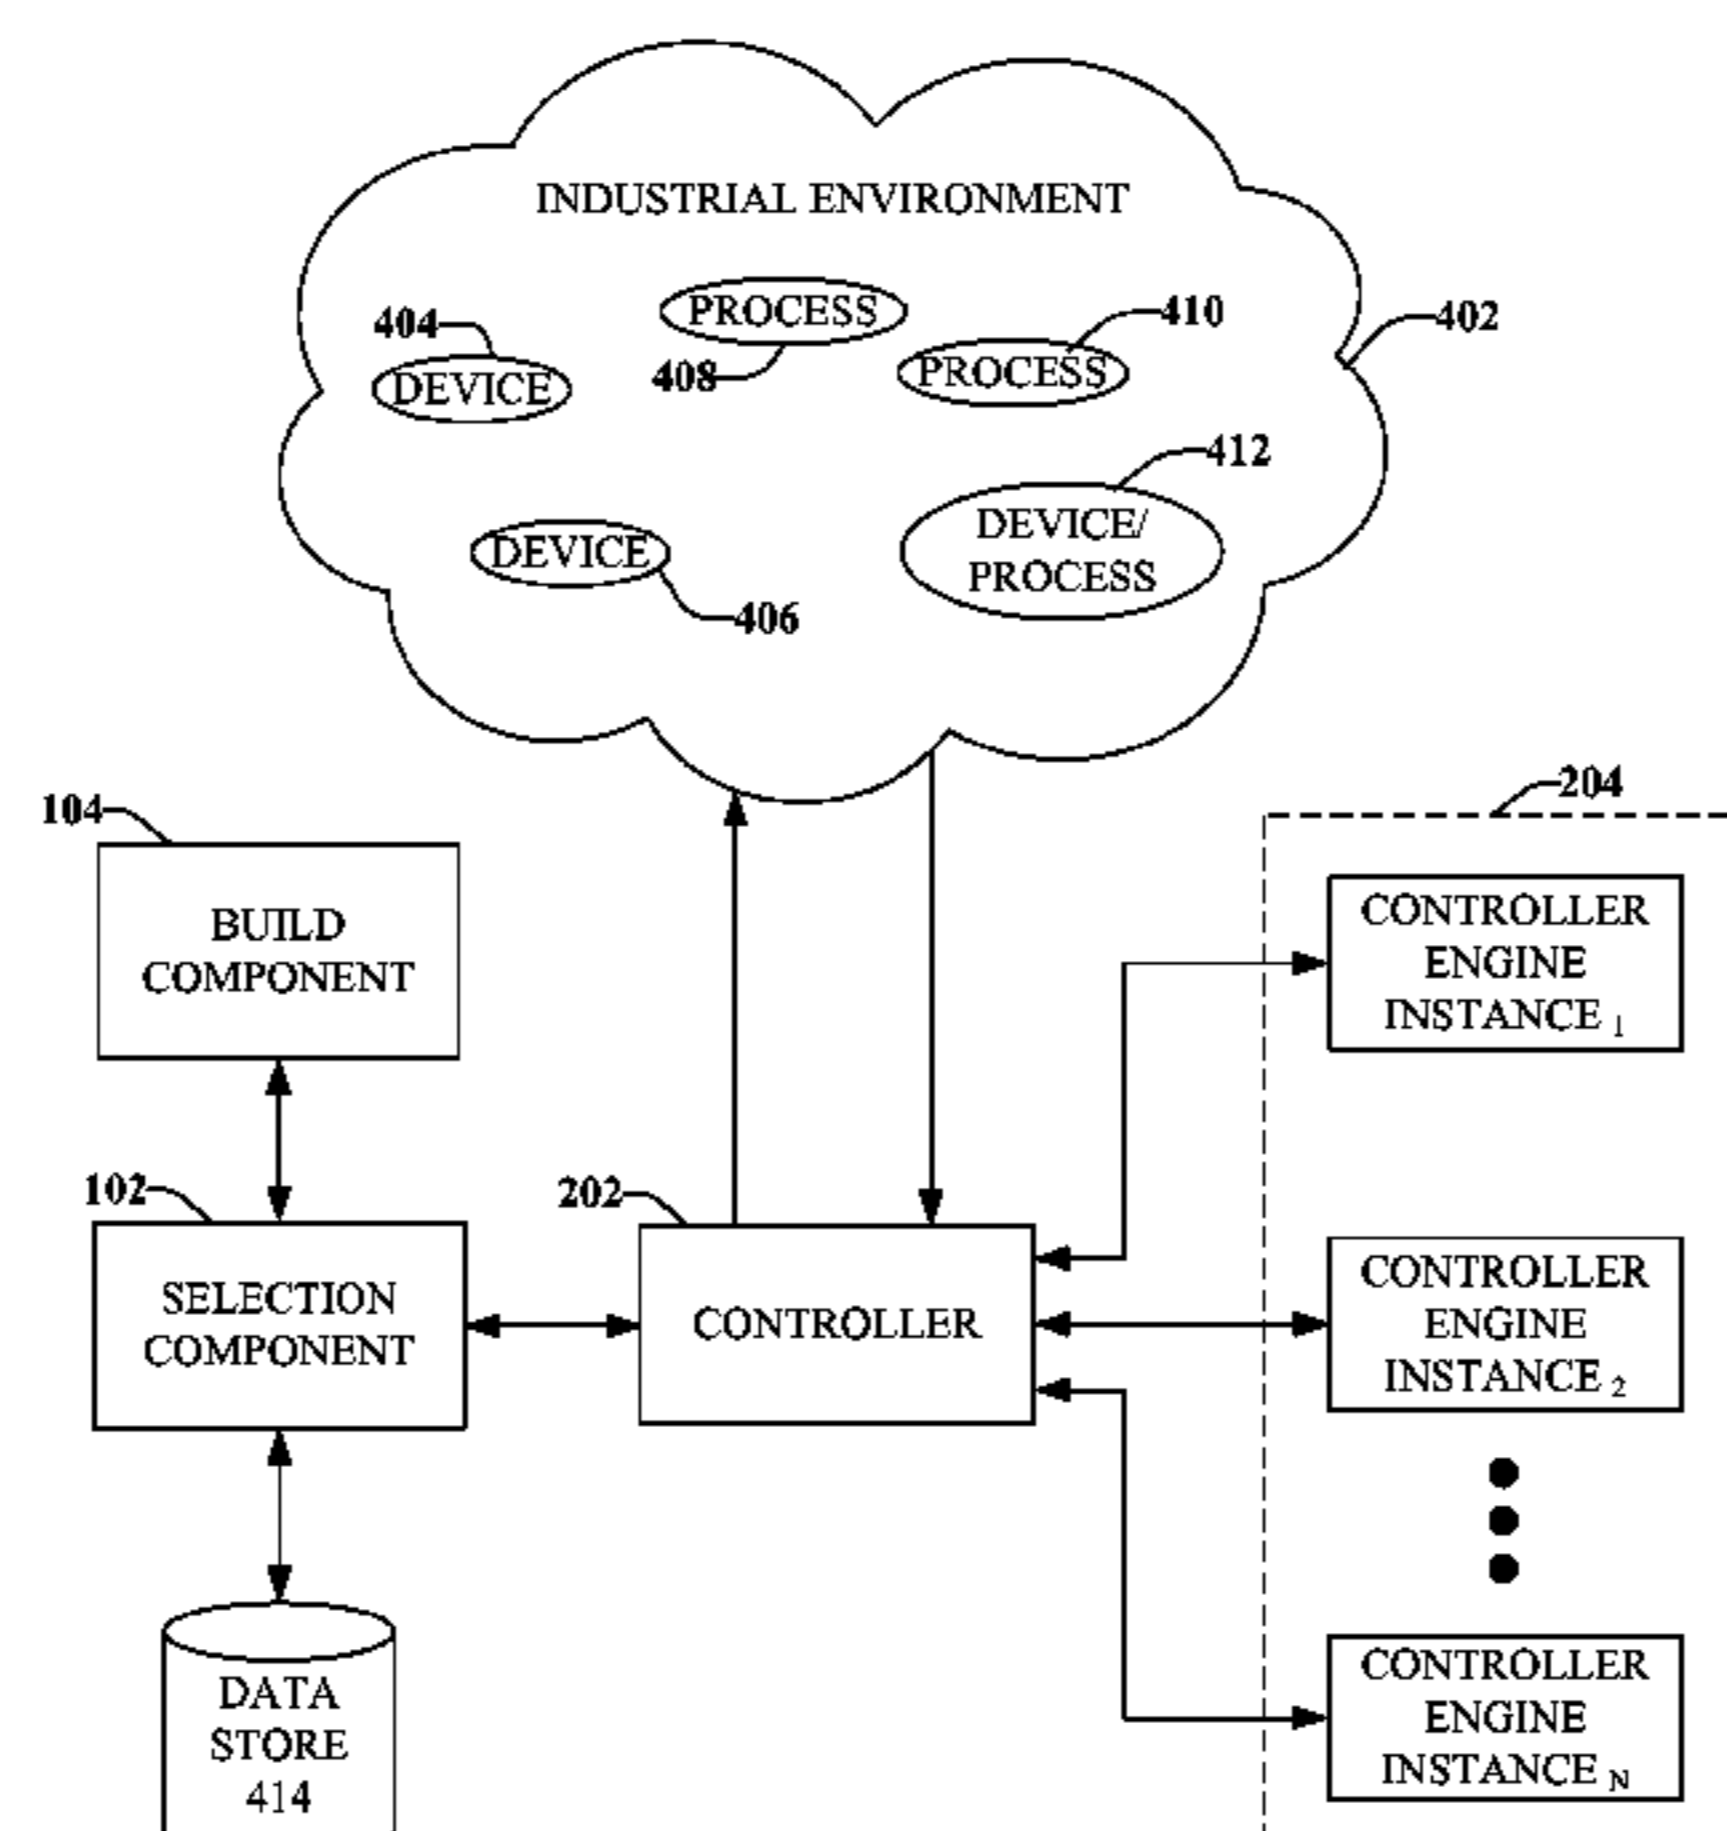 INDUSTRIAL ENVIRONMENT
PROCESS
410
402
404
408
DEVICE
PROCESS
412
DEVICE/
PROCESS
DEVICE
406
204
104
BUILD
COMPONENT
CONTROLLER
ENGINE
INSTANCE 1
102
202
SELECTION
COMPONENT
CONTROLLER
CONTROLLER
ENGINE
INSTANCE 2
DATA
STORE
414
CONTROLLER
ENGINE
INSTANCE N